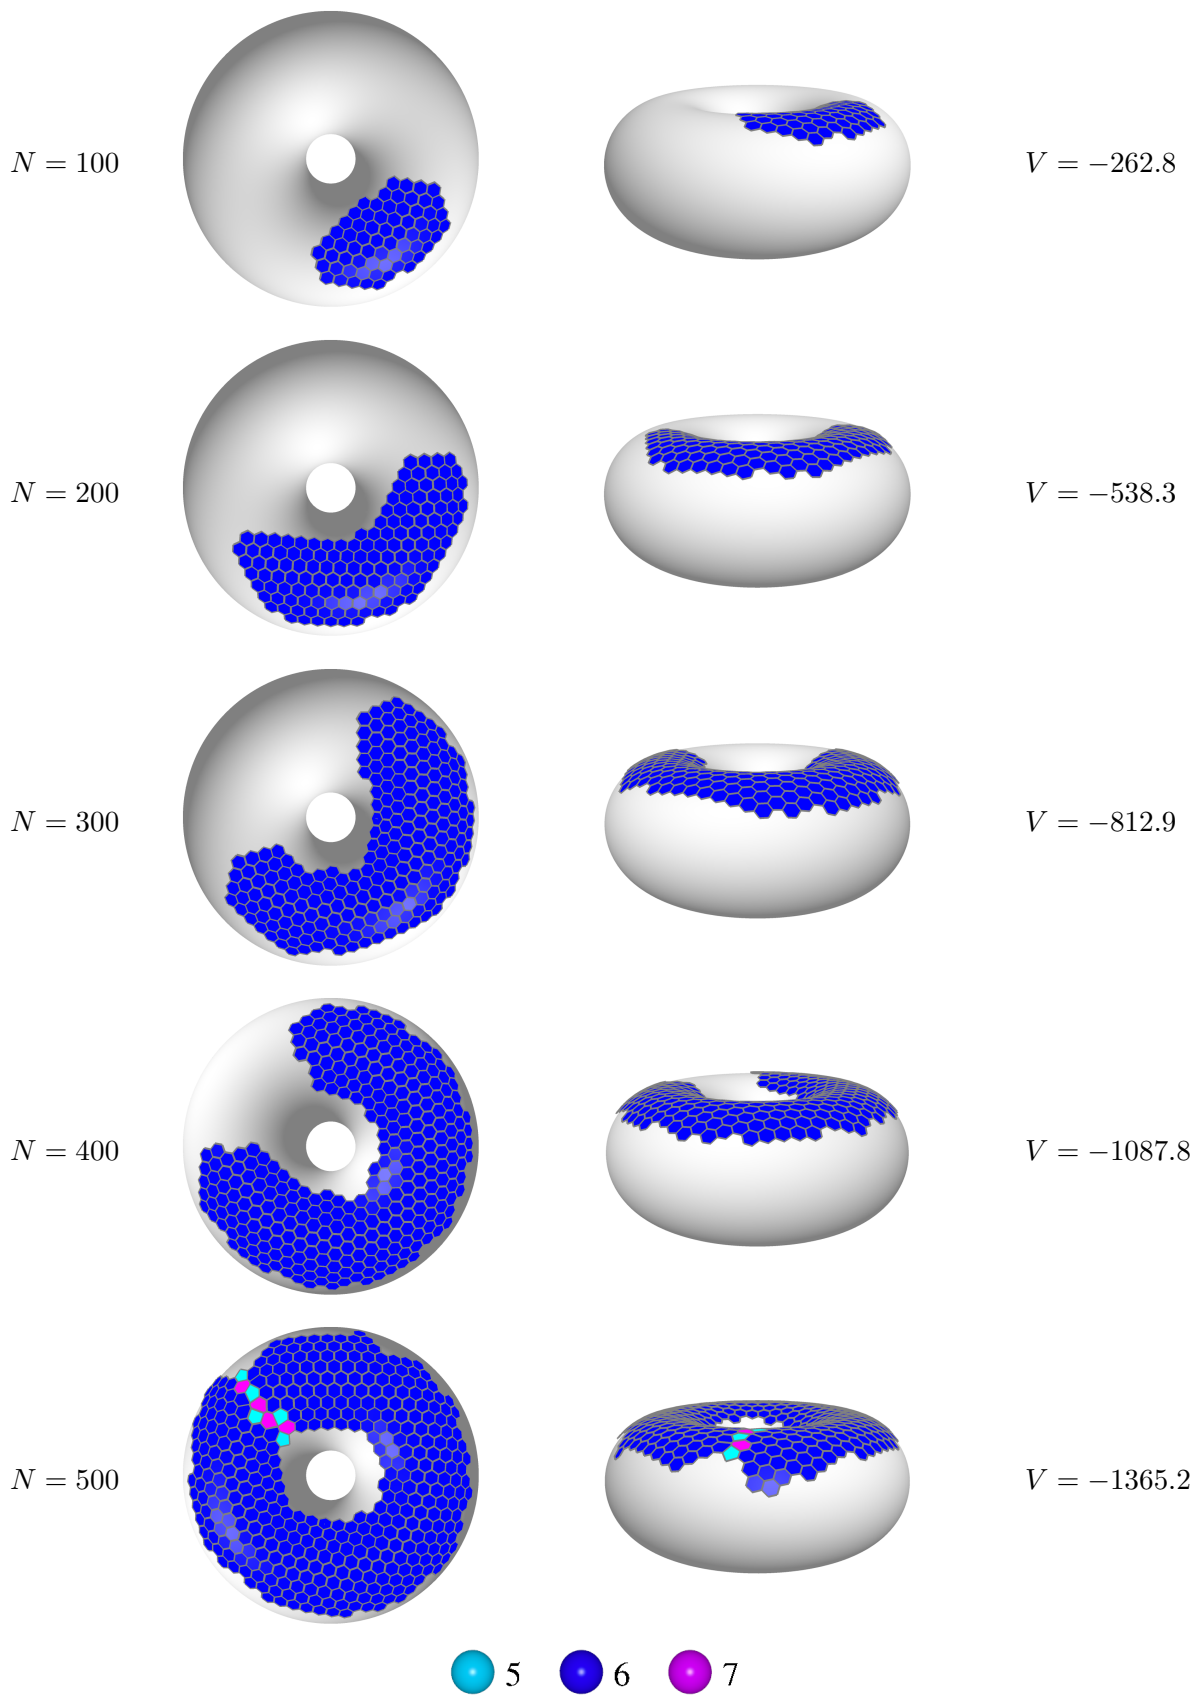 N = 100 V = −262.8
N = 200 V = −538.3
N = 300 V = −812.9
N = 400 V = −1087.8
N = 500 V = −1365.2
5 6 7